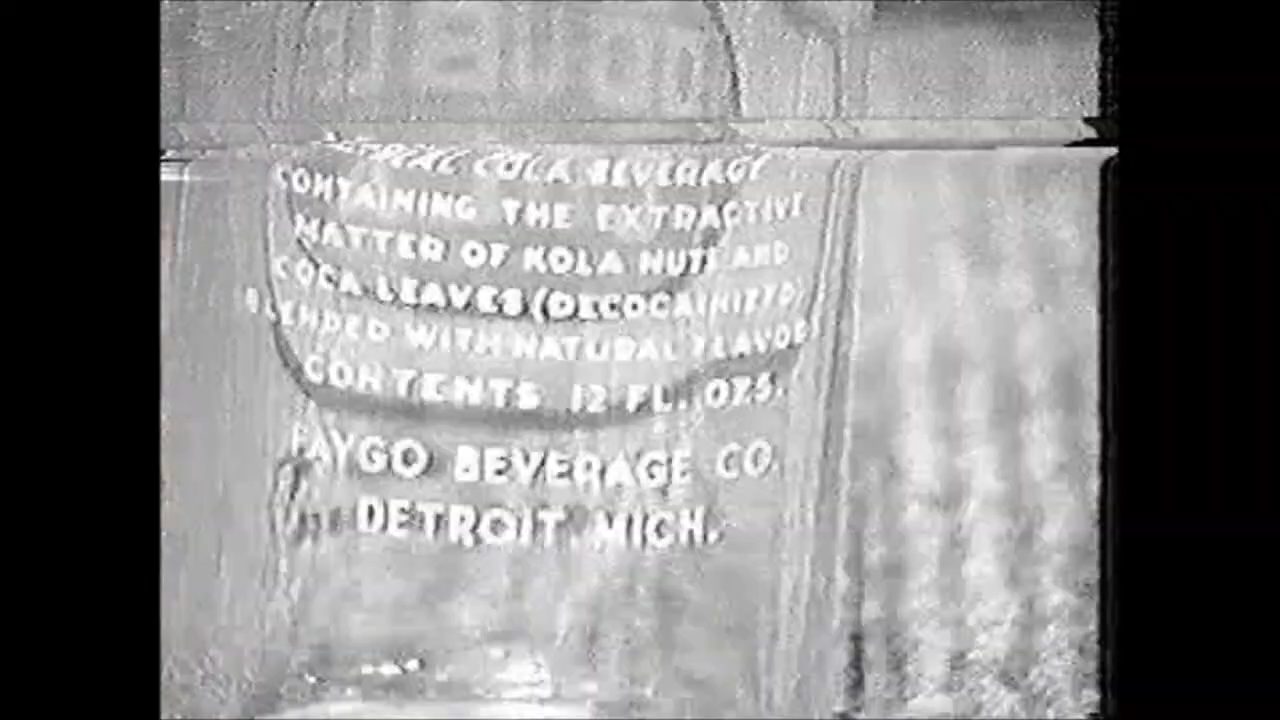 COLA BEVERAGE
CONTAINING THE EXTRACTIVE
MATTER OF KOLA NUTS AND
COCA LEAVES (DECOCAINIZED)
BLENDED WITH NATURAL FLAVORS
CONTENTS 12 FL. OZS.
FAYGO BEVERAGE CO.
DETROIT, MICH.